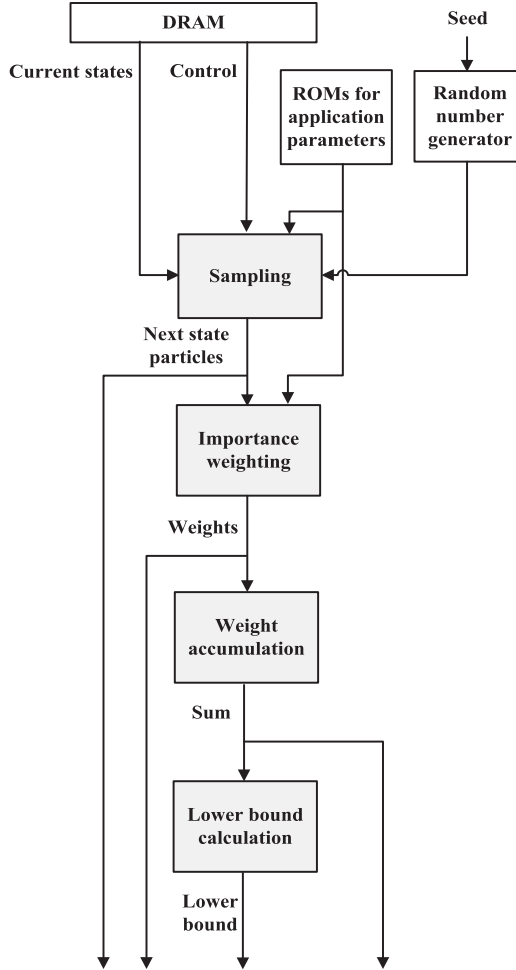 DRAM
Seed
Current states
Control
ROMs for
application
parameters
Random
number
generator
Sampling
Next state
particles
Importance
weighting
Weights
Weight
accumulation
Sum
Lower bound
calculation
Lower
bound